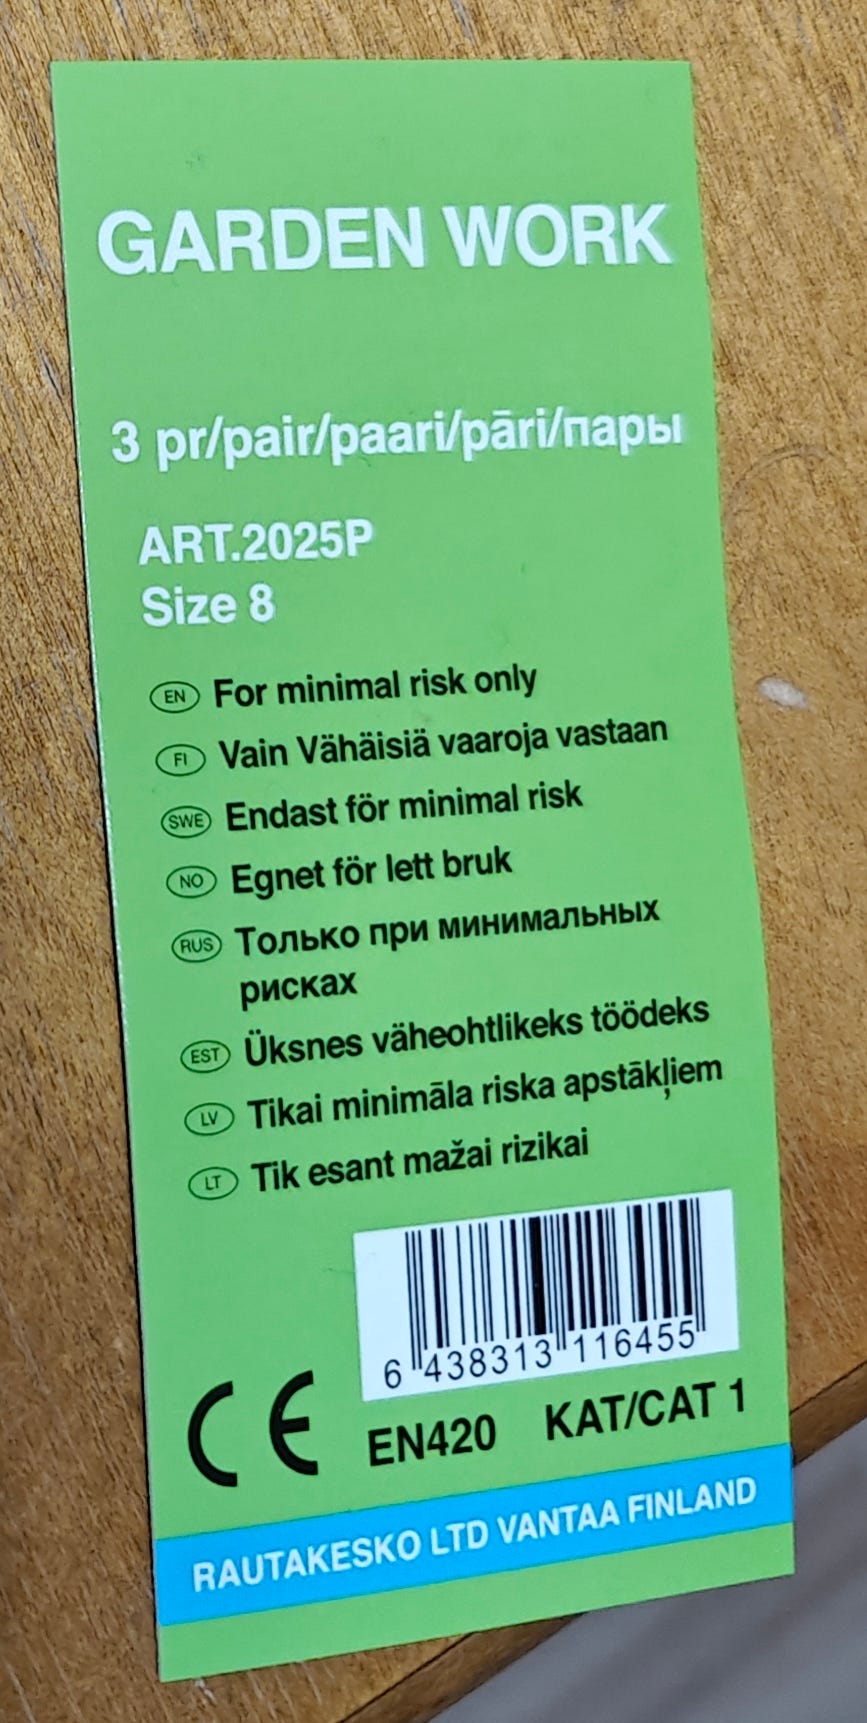 GARDEN WORK
3 pr/pair/paari/pāri/пары
ART.2025P
Size 8
EN For minimal risk only
FI Vain Vähäisiä vaaroja vastaan
SWE Endast för minimal risk
NO Egnet för lett bruk
RUS Только при минимальных
рисках
EST Üksnes väheohtlikeks töödeks
LV Tikai minimāla riska apstākļiem
LT Tik esant mažai rizikai
6 438313 116455
CE EN420 KAT/CAT 1
RAUTAKESKO LTD VANTAA FINLAND